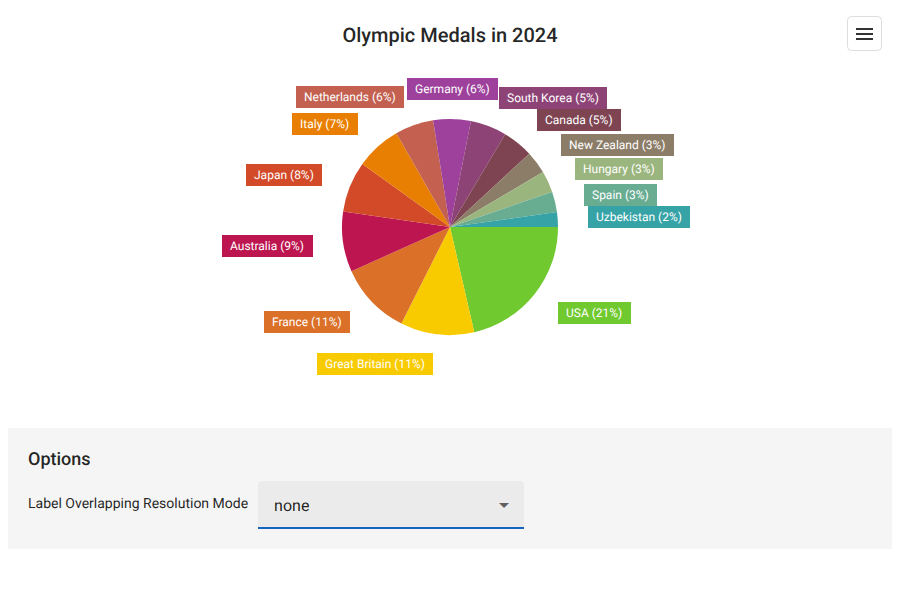 Olympic Medals in 2024
Germany (6%)
Netherlands (6%)
South Korea (5%)
Italy (7%)
Canada (5%)
New Zealand (3%)
Hungary (3%)
Japan (8%)
Spain (3%)
Uzbekistan (2%)
Australia (9%)
USA (21%)
France (11%)
Great Britain (11%)
Options
Label Overlapping Resolution Mode
none